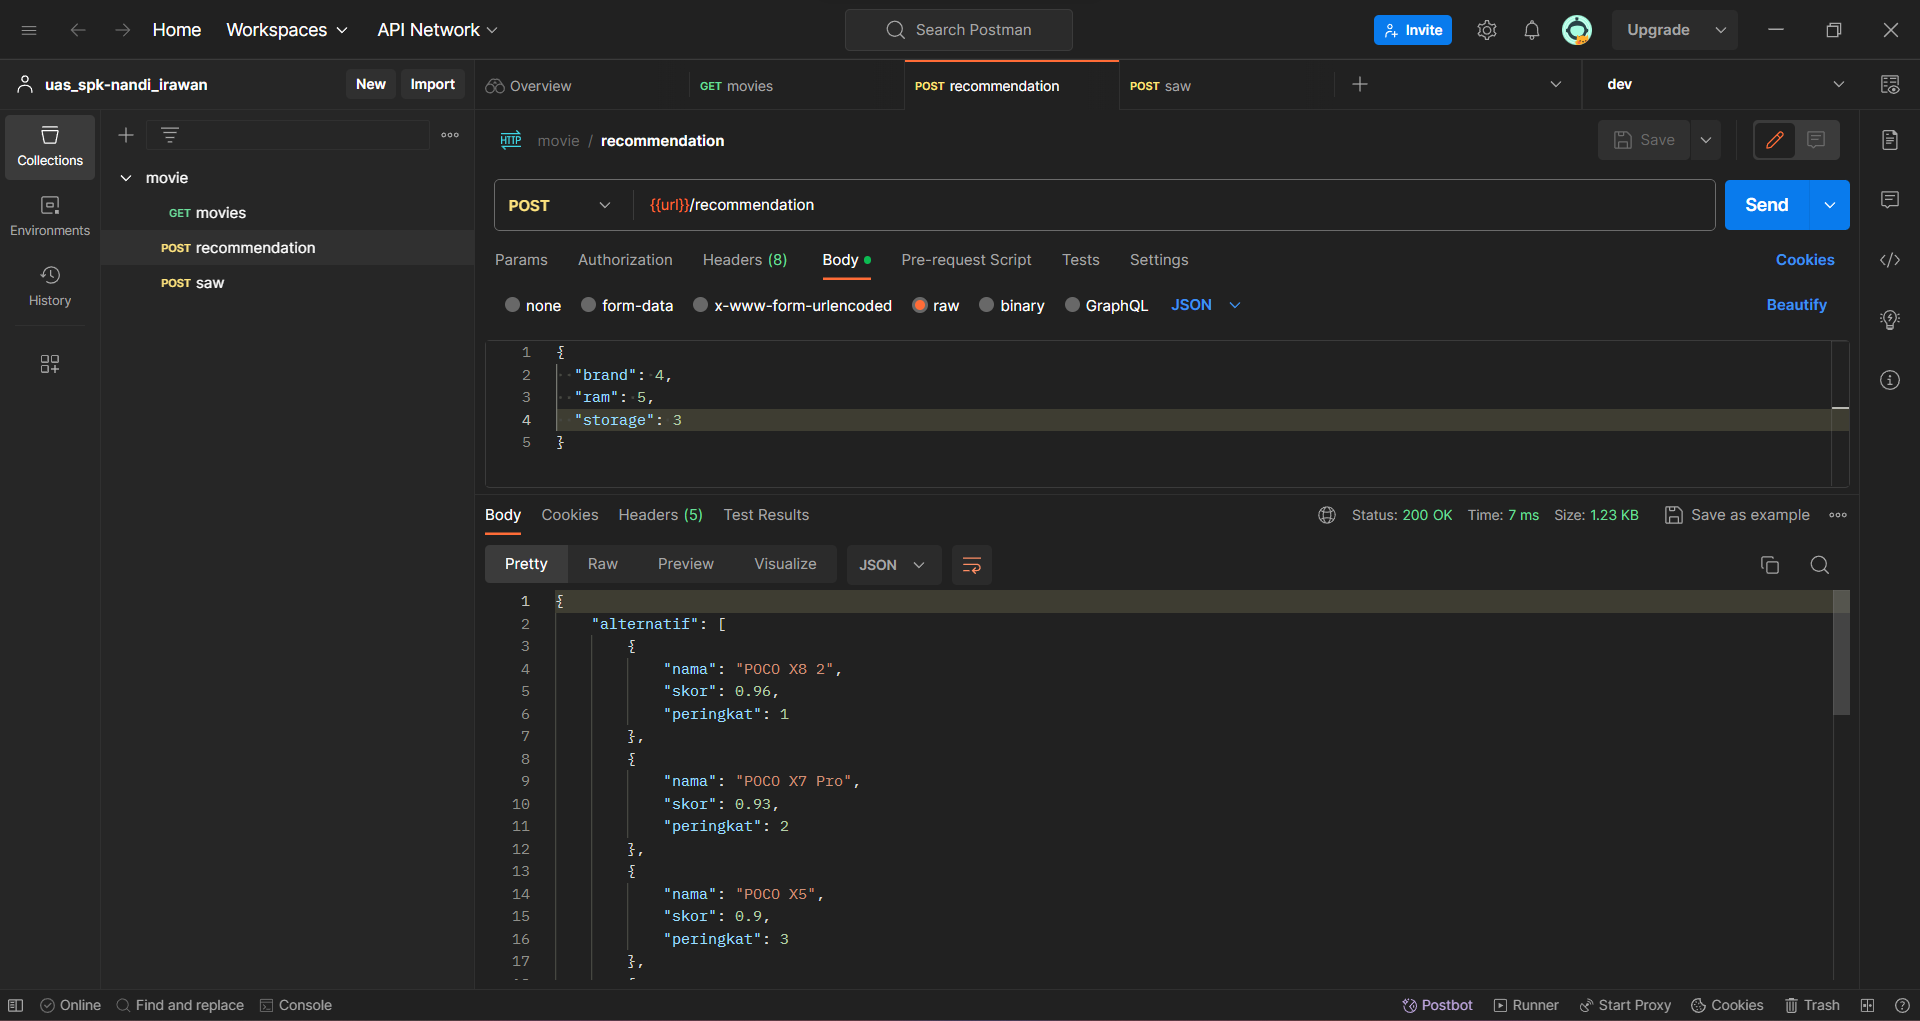 Home
Workspaces
API Network
Search Postman
Invite
Upgrade
uas_spk-nandi_irawan
New
Import
Overview
GET movies
POST recommendation
POST saw
dev
Collections
Environments
History
movie
GET movies
POST recommendation
POST saw
HTTP
movie / recommendation
Save
POST
{{url}}/recommendation
Send
Params
Authorization
Headers (8)
Body
Pre-request Script
Tests
Settings
Cookies
none
form-data
x-www-form-urlencoded
raw
binary
GraphQL
JSON
Beautify
1 {
2 "brand": 4,
3 "ram": 5,
4 "storage": 3
5 }
Body
Cookies
Headers (5)
Test Results
Status: 200 OK
Time: 7 ms
Size: 1.23 KB
Save as example
Pretty
Raw
Preview
Visualize
JSON
1 {
2 "alternatif": [
3 {
4 "nama": "POCO X8 2",
5 "skor": 0.96,
6 "peringkat": 1
7 },
8 {
9 "nama": "POCO X7 Pro",
10 "skor": 0.93,
11 "peringkat": 2
12 },
13 {
14 "nama": "POCO X5",
15 "skor": 0.9,
16 "peringkat": 3
17 },
Online
Find and replace
Console
Postbot
Runner
Start Proxy
Cookies
Trash